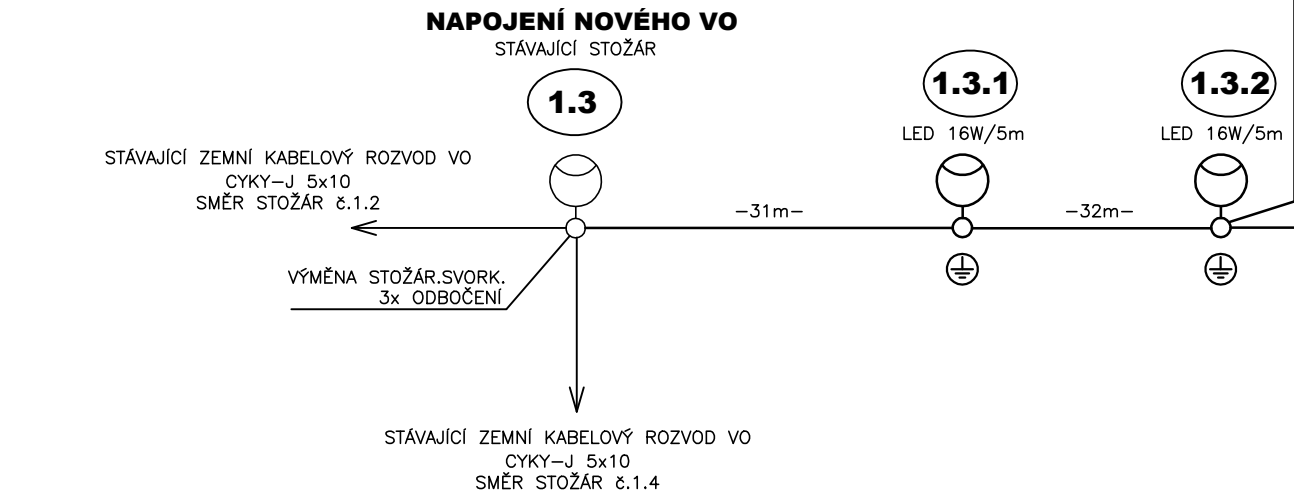 NAPOJENÍ NOVÉHO VO
STÁVAJÍCÍ STOŽÁR
1.3
1.3.1
1.3.2
LED 16W/5m
LED 16W/5m
STÁVAJÍCÍ ZEMNÍ KABELOVÝ ROZVOD VO
CYKY-J 5x10
SMĚR STOŽÁR č.1.2
-31m-
-32m-
VÝMĚNA STOŽÁR.SVORK.
3x ODBOČENÍ
STÁVAJÍCÍ ZEMNÍ KABELOVÝ ROZVOD VO
CYKY-J 5x10
SMĚR STOŽÁR č.1.4